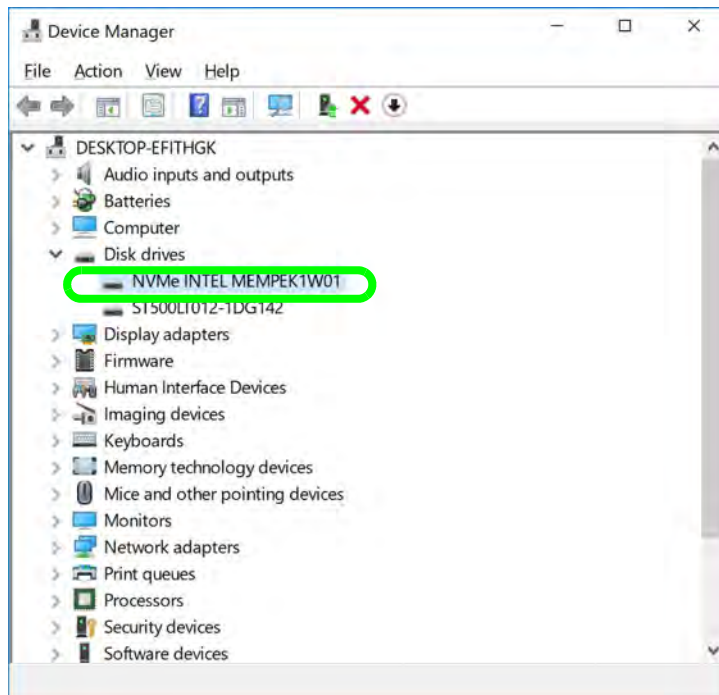 Device Manager
File Action View Help
DESKTOP-EFITHGK
Audio inputs and outputs
Batteries
Computer
Disk drives
NVMe INTEL MEMPEK1W01
ST500LT012-1DG142
Display adapters
Firmware
Human Interface Devices
Imaging devices
Keyboards
Memory technology devices
Mice and other pointing devices
Monitors
Network adapters
Print queues
Processors
Security devices
Software devices